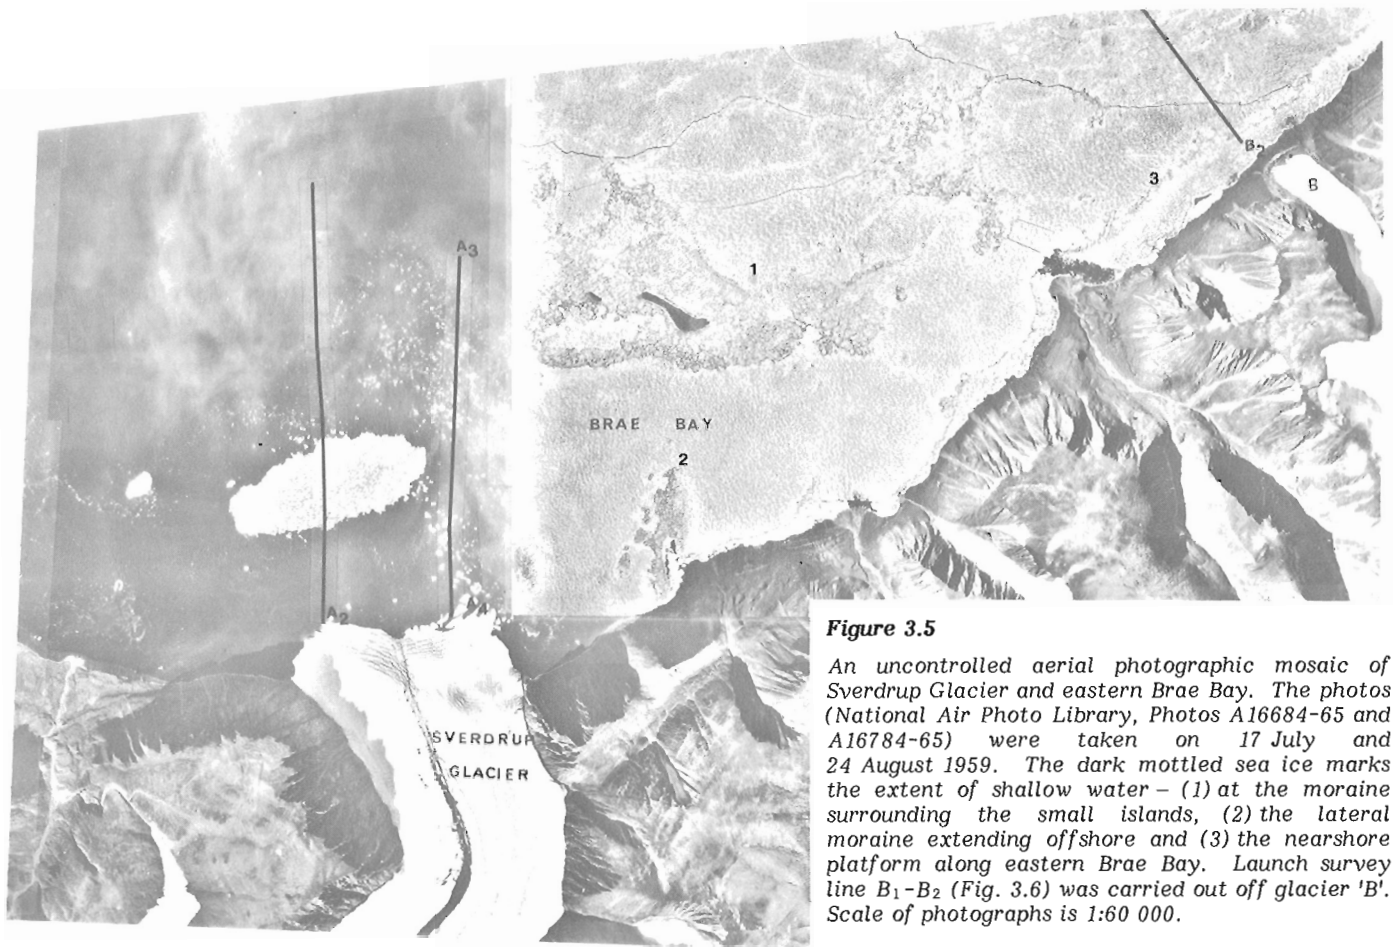 B2
B
3
A3
1
BRAE BAY
2
A2
A4
SVERDRUP
GLACIER
Figure 3.5
An uncontrolled aerial photographic mosaic of
Sverdrup Glacier and eastern Brae Bay. The photos
(National Air Photo Library, Photos A16684-65 and
A16784-65) were taken on 17 July and
24 August 1959. The dark mottled sea ice marks
the extent of shallow water – (1) at the moraine
surrounding the small islands, (2) the lateral
moraine extending offshore and (3) the nearshore
platform along eastern Brae Bay. Launch survey
line B₁-B₂ (Fig. 3.6) was carried out off glacier 'B'.
Scale of photographs is 1:60 000.